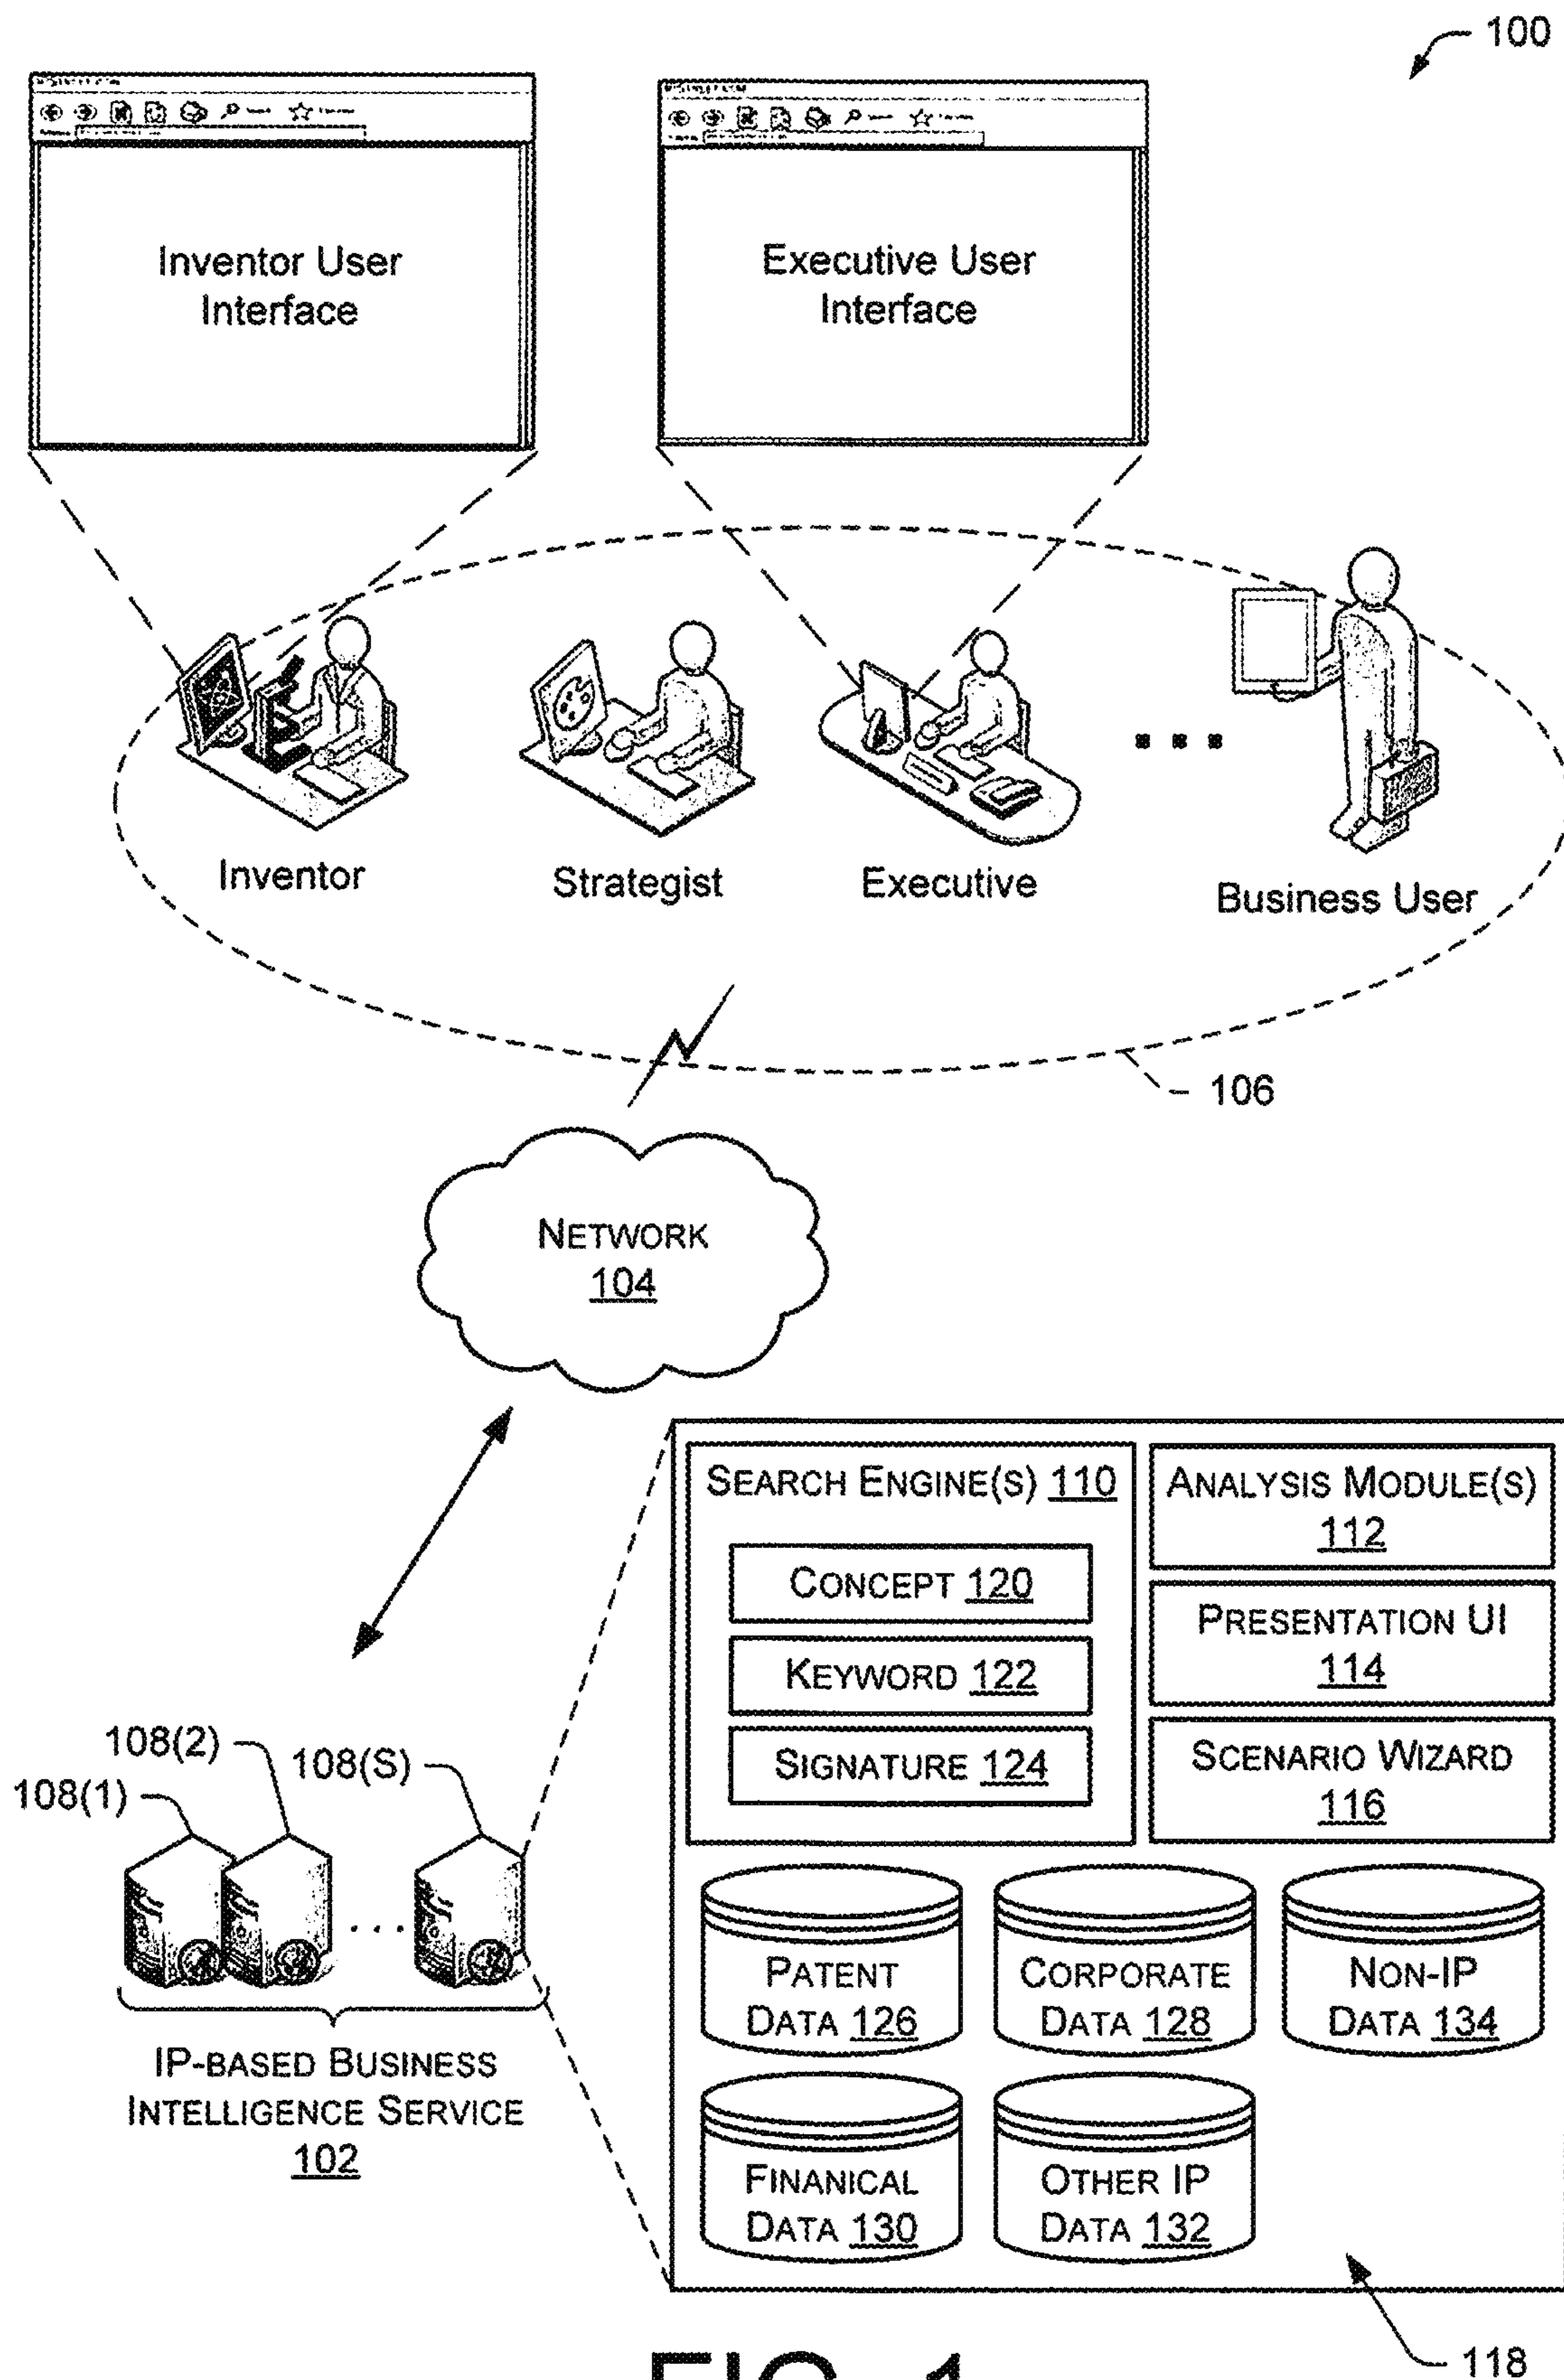 100
Inventor User
Interface
Executive User
Interface
Inventor
Strategist
Executive
Business User
106
NETWORK
104
SEARCH ENGINE(S) 110
CONCEPT 120
KEYWORD 122
SIGNATURE 124
ANALYSIS MODULE(S)
112
PRESENTATION UI
114
SCENARIO WIZARD
116
108(1)
108(2)
108(S)
...
IP-BASED BUSINESS
INTELLIGENCE SERVICE
102
PATENT
DATA 126
CORPORATE
DATA 128
NON-IP
DATA 134
FINANICAL
DATA 130
OTHER IP
DATA 132
118
FIG. 1